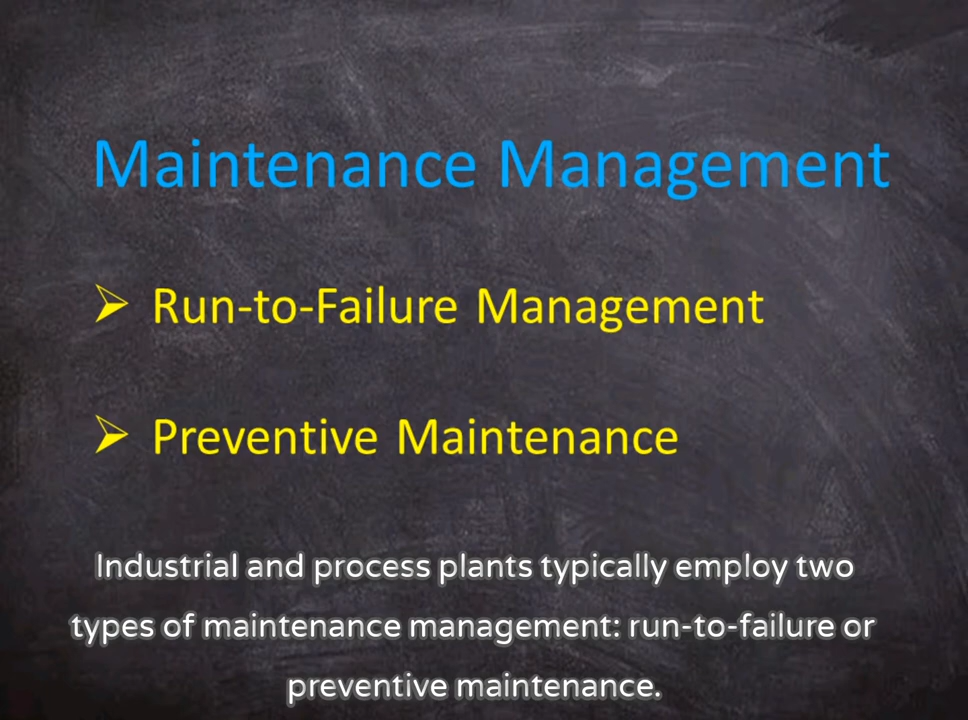 Maintenance Management
➢ Run-to-Failure Management
➢ Preventive Maintenance
Industrial and process plants typically employ two
types of maintenance management: run-to-failure or
preventive maintenance.